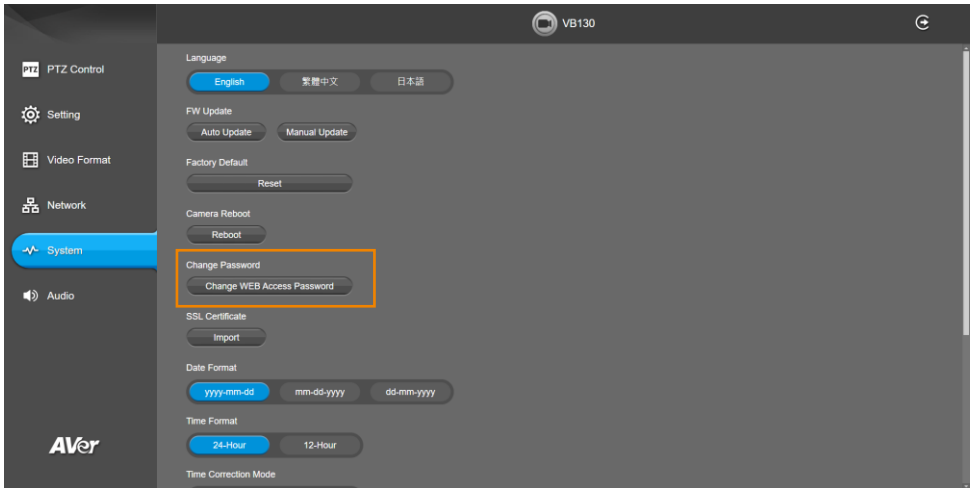 VB130
PTZ PTZ Control
Setting
Video Format
Network
System
Audio
AVer
Language
English 繁體中文 日本語
FW Update
Auto Update Manual Update
Factory Default
Reset
Camera Reboot
Reboot
Change Password
Change WEB Access Password
SSL Certificate
Import
Date Format
yyyy-mm-dd mm-dd-yyyy dd-mm-yyyy
Time Format
24-Hour 12-Hour
Time Correction Mode